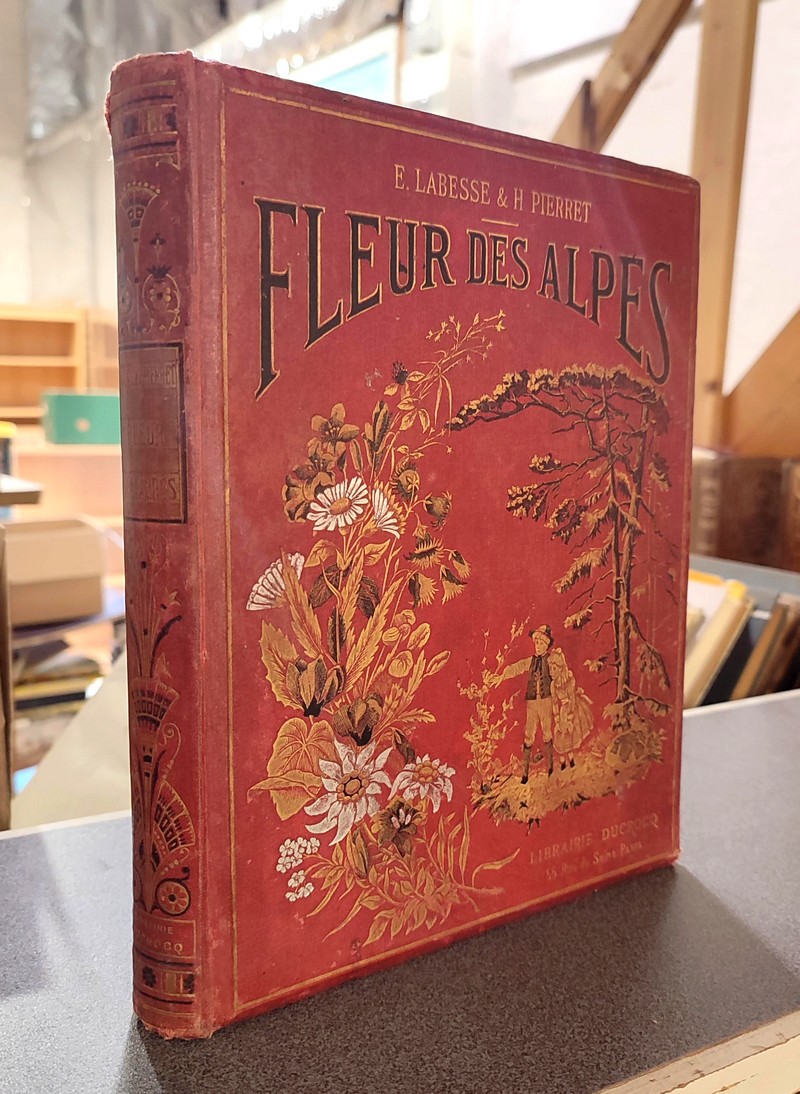 E. LABESSE & H PIERRET
FLEUR DES ALPES
LIBRAIRIE DUCROCQ
55 Rue de Seine Paris